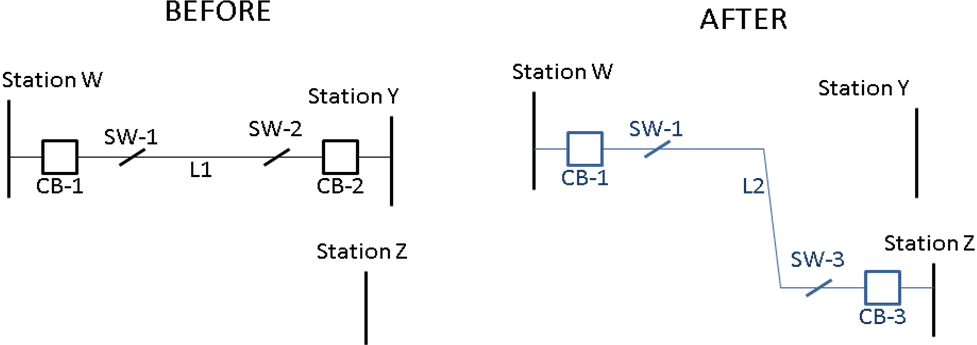 BEFORE
Station W
Station Y
SW-1
SW-2
CB-1
L1
CB-2
Station Z
AFTER
Station W
Station Y
SW-1
CB-1
L2
Station Z
SW-3
CB-3